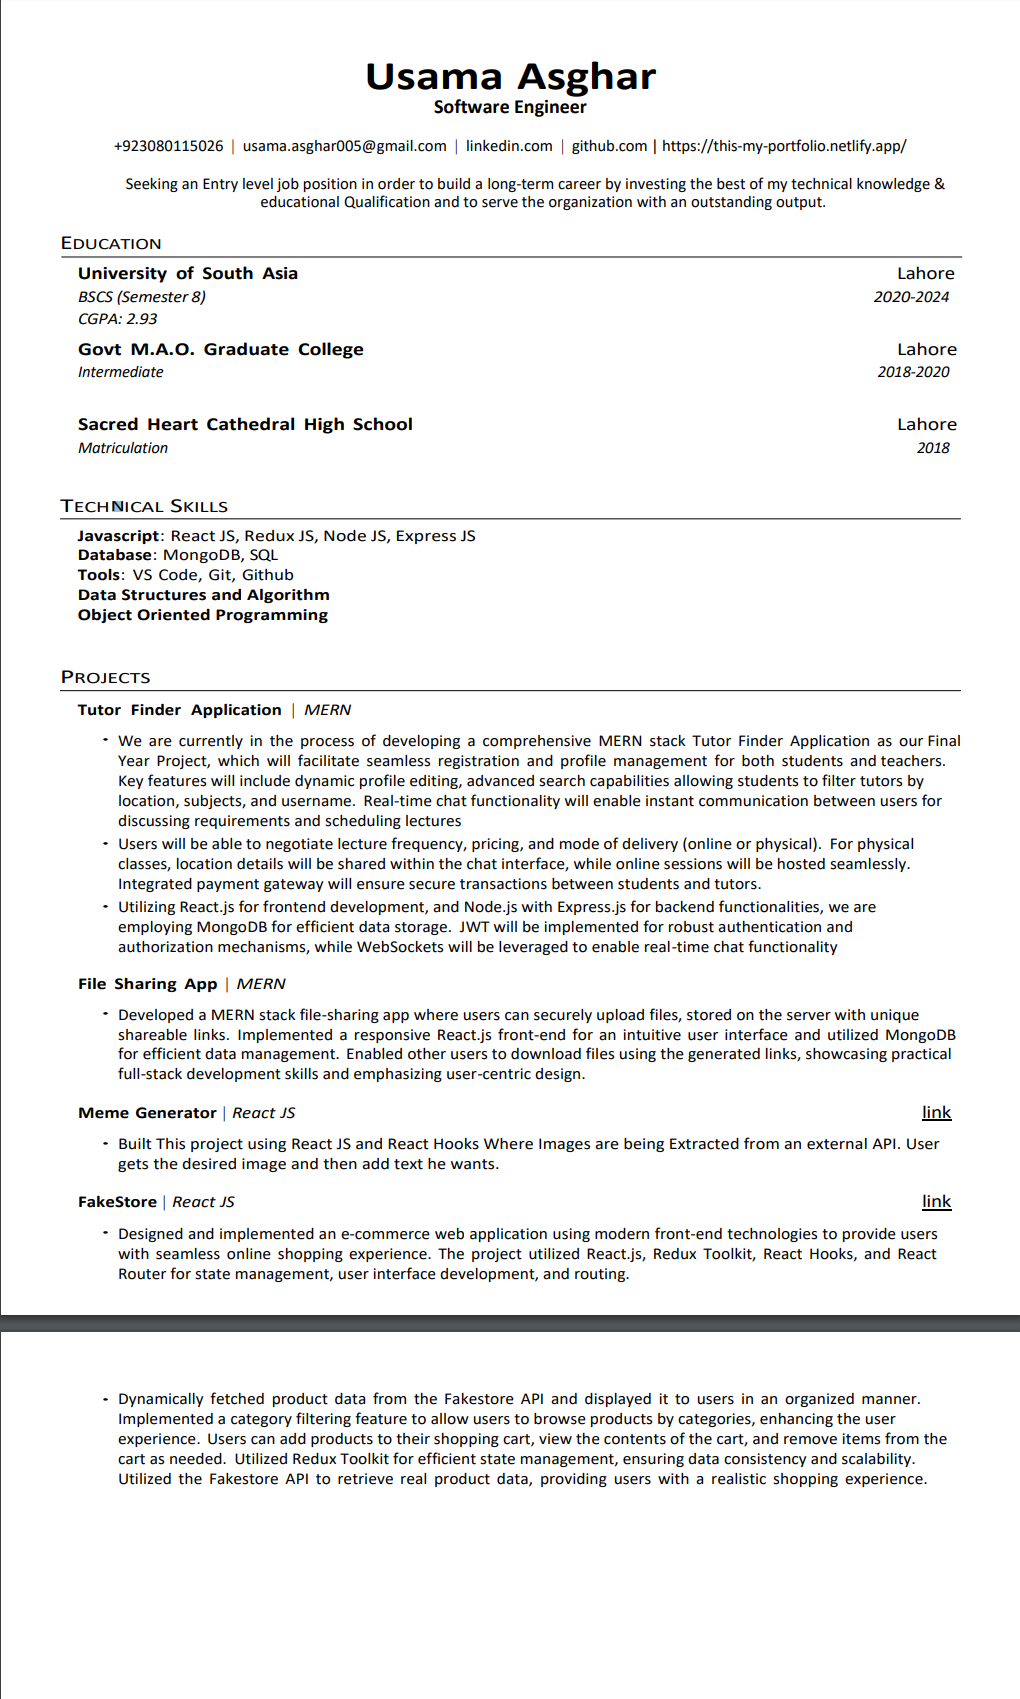 Usama Asghar
Software Engineer
+923080115026 | usama.asghar005@gmail.com | linkedin.com | github.com | https://this-my-portfolio.netlify.app/
Seeking an Entry level job position in order to build a long-term career by investing the best of my technical knowledge &
educational Qualification and to serve the organization with an outstanding output.
EDUCATION
University of South Asia Lahore
BSCS (Semester 8) 2020-2024
CGPA: 2.93
Govt M.A.O. Graduate College Lahore
Intermediate 2018-2020
Sacred Heart Cathedral High School Lahore
Matriculation 2018
TECHNICAL SKILLS
Javascript: React JS, Redux JS, Node JS, Express JS
Database: MongoDB, SQL
Tools: VS Code, Git, Github
Data Structures and Algorithm
Object Oriented Programming
PROJECTS
Tutor Finder Application | MERN
- We are currently in the process of developing a comprehensive MERN stack Tutor Finder Application as our Final
Year Project, which will facilitate seamless registration and profile management for both students and teachers.
Key features will include dynamic profile editing, advanced search capabilities allowing students to filter tutors by
location, subjects, and username. Real-time chat functionality will enable instant communication between users for
discussing requirements and scheduling lectures
- Users will be able to negotiate lecture frequency, pricing, and mode of delivery (online or physical). For physical
classes, location details will be shared within the chat interface, while online sessions will be hosted seamlessly.
Integrated payment gateway will ensure secure transactions between students and tutors.
- Utilizing React.js for frontend development, and Node.js with Express.js for backend functionalities, we are
employing MongoDB for efficient data storage. JWT will be implemented for robust authentication and
authorization mechanisms, while WebSockets will be leveraged to enable real-time chat functionality
File Sharing App | MERN
- Developed a MERN stack file-sharing app where users can securely upload files, stored on the server with unique
shareable links. Implemented a responsive React.js front-end for an intuitive user interface and utilized MongoDB
for efficient data management. Enabled other users to download files using the generated links, showcasing practical
full-stack development skills and emphasizing user-centric design.
Meme Generator | React JS link
- Built This project using React JS and React Hooks Where Images are being Extracted from an external API. User
gets the desired image and then add text he wants.
FakeStore | React JS link
- Designed and implemented an e-commerce web application using modern front-end technologies to provide users
with seamless online shopping experience. The project utilized React.js, Redux Toolkit, React Hooks, and React
Router for state management, user interface development, and routing.
- Dynamically fetched product data from the Fakestore API and displayed it to users in an organized manner.
Implemented a category filtering feature to allow users to browse products by categories, enhancing the user
experience. Users can add products to their shopping cart, view the contents of the cart, and remove items from the
cart as needed. Utilized Redux Toolkit for efficient state management, ensuring data consistency and scalability.
Utilized the Fakestore API to retrieve real product data, providing users with a realistic shopping experience.